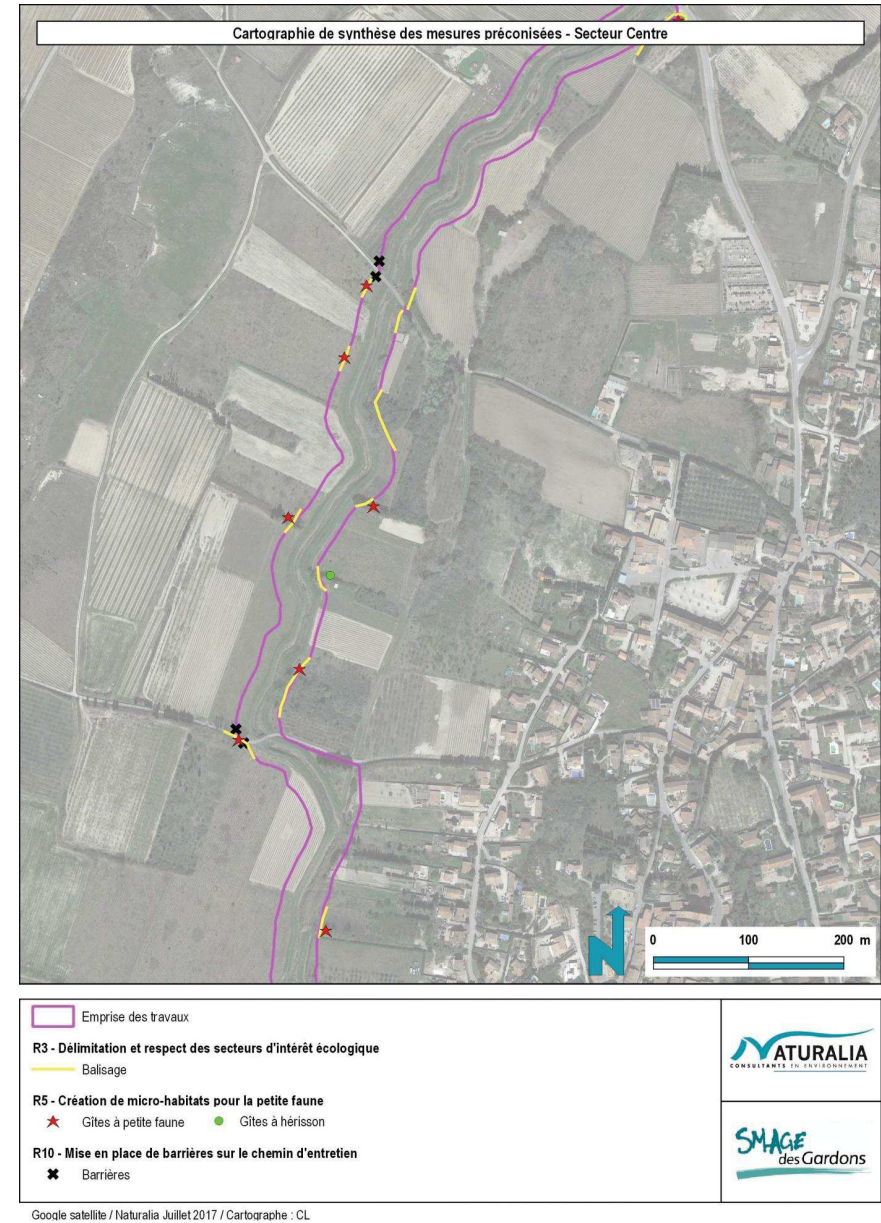 Cartographie de synthèse des mesures préconisées - Secteur Centre
N
0 100 200 m
Emprise des travaux
R3 - Délimitation et respect des secteurs d'intérêt écologique
Balisage
R5 - Création de micro-habitats pour la petite faune
Gîtes à petite faune Gîtes à hérisson
R10 - Mise en place de barrières sur le chemin d'entretien
Barrières
NATURALIA
CONSULTANTS EN ENVIRONNEMENT
SMAGE
des Gardons
Google satellite / Naturalia Juillet 2017 / Cartographe : CL